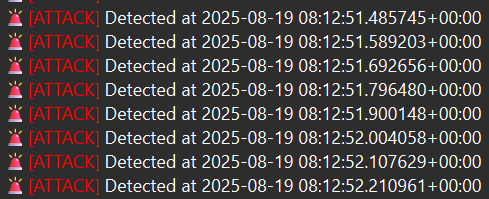 🚨 [ATTACK] Detected at 2025-08-19 08:12:51.485745+00:00
🚨 [ATTACK] Detected at 2025-08-19 08:12:51.589203+00:00
🚨 [ATTACK] Detected at 2025-08-19 08:12:51.692656+00:00
🚨 [ATTACK] Detected at 2025-08-19 08:12:51.796480+00:00
🚨 [ATTACK] Detected at 2025-08-19 08:12:51.900148+00:00
🚨 [ATTACK] Detected at 2025-08-19 08:12:52.004058+00:00
🚨 [ATTACK] Detected at 2025-08-19 08:12:52.107629+00:00
🚨 [ATTACK] Detected at 2025-08-19 08:12:52.210961+00:00